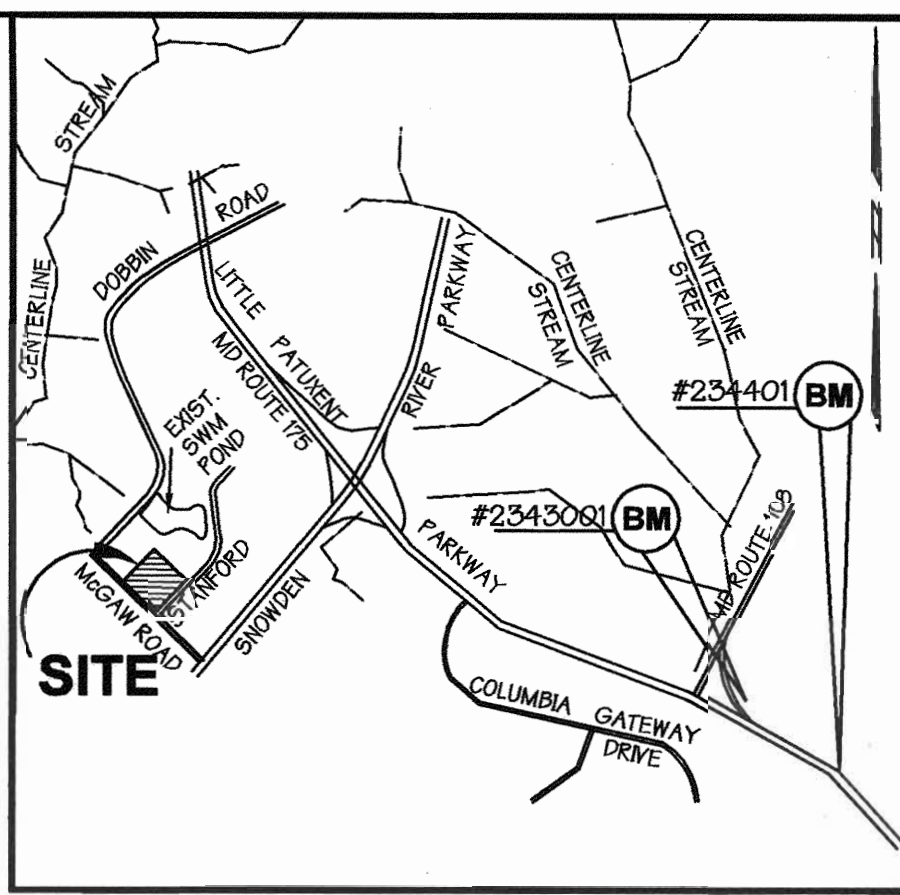 STREAM
CENTERLINE
DOBBIN
ROAD
LITTLE
PATUXENT
PARKWAY
MD ROUTE 175
SNOWDEN
RIVER
PARKWAY
CENTERLINE
STREAM
CENTERLINE
STREAM
#234401
BM
#2343001
BM
MD ROUTE 108
EXIST.
SWM
POND
STANFORD
McGAW ROAD
SITE
COLUMBIA GATEWAY
DRIVE
N